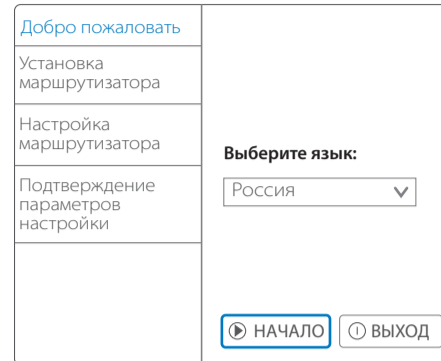 Добро пожаловать
Установка
маршрутизатора
Настройка
маршрутизатора
Подтверждение
параметров
настройки
Выберите язык:
Россия
НАЧАЛО
ВЫХОД